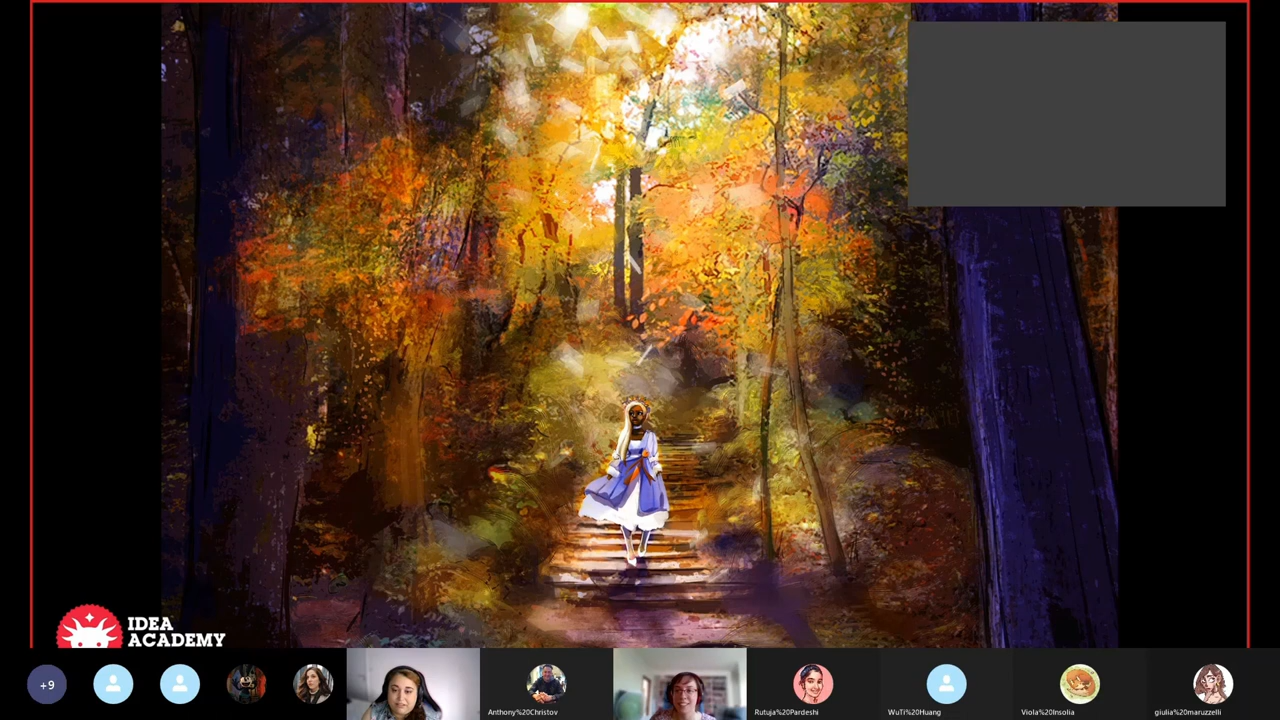 IDEA
ACADEMY
+9
Anthony%20Christov
Rutuja%20Pardeshi
WuTi%20Huang
Viola%20Insolia
giulia%20maruzzelli